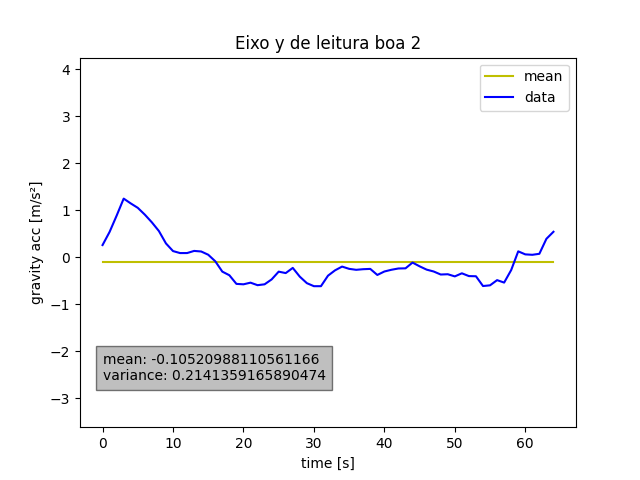 Eixo y de leitura boa 2
gravity acc [m/s²]
4
3
2
1
0
−1
−2
−3
mean
data
mean: -0.10520988110561166
variance: 0.2141359165890474
0 10 20 30 40 50 60
time [s]